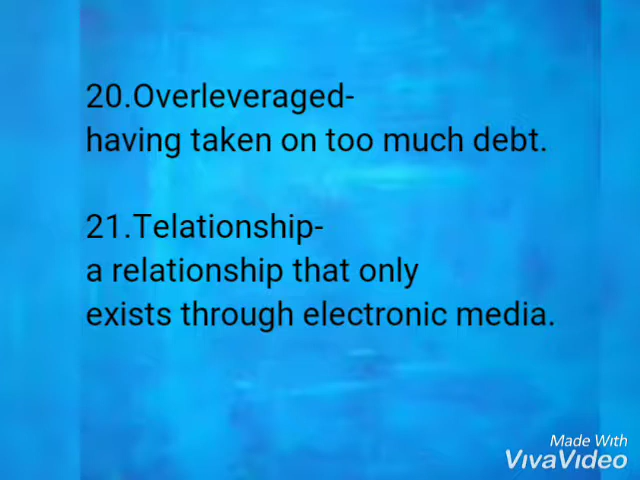 20.Overleveraged-
having taken on too much debt.
21.Telationship-
a relationship that only
exists through electronic media.
Made With
VivaVideo